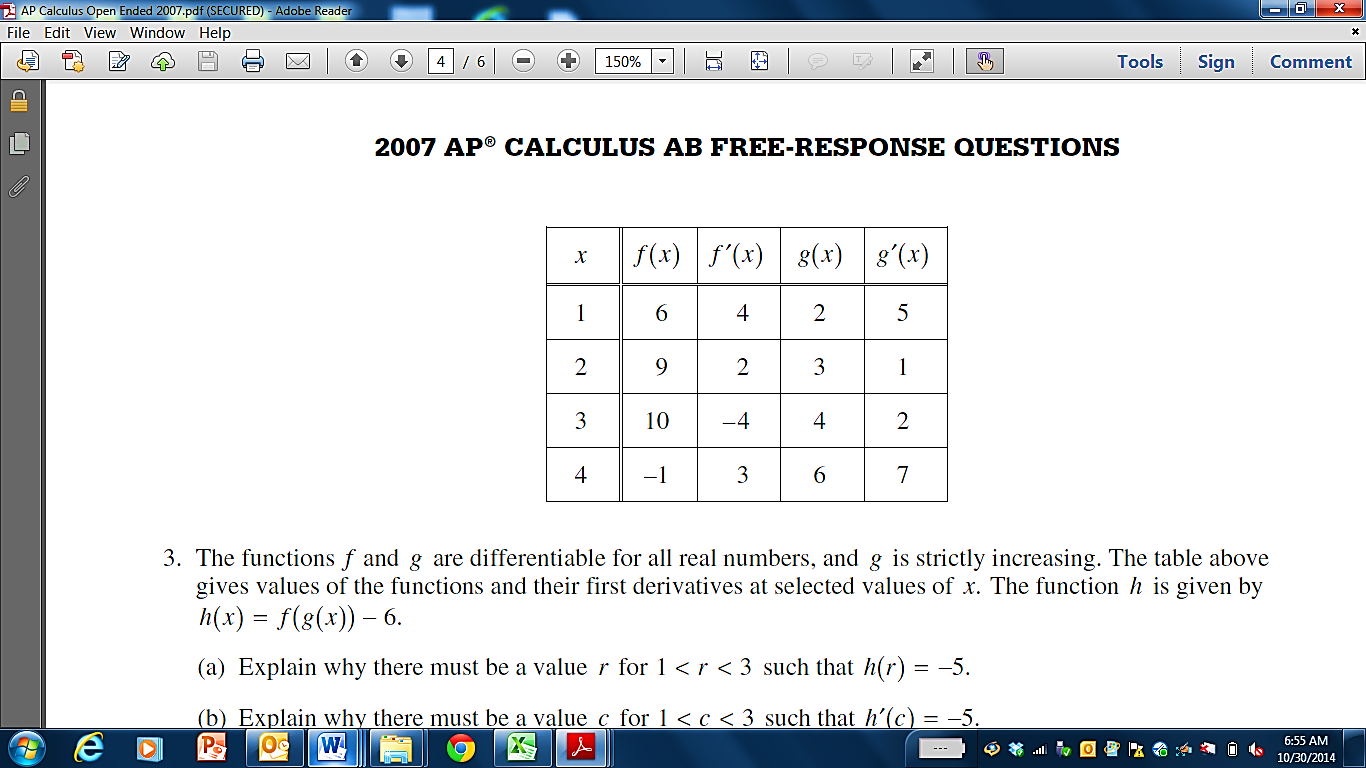 AP Calculus Open Ended 2007.pdf (SECURED) - Adobe Reader
File Edit View Window Help
4 / 6 150% Tools Sign Comment
2007 AP® CALCULUS AB FREE-RESPONSE QUESTIONS
x f(x) f′(x) g(x) g′(x)
1 6 4 2 5
2 9 2 3 1
3 10 –4 4 2
4 –1 3 6 7
3. The functions f and g are differentiable for all real numbers, and g is strictly increasing. The table above
gives values of the functions and their first derivatives at selected values of x. The function h is given by
h(x) = f(g(x)) – 6.
(a) Explain why there must be a value r for 1 < r < 3 such that h(r) = –5.
(b) Explain why there must be a value c for 1 < c < 3 such that h′(c) = –5.
6:55 AM
10/30/2014